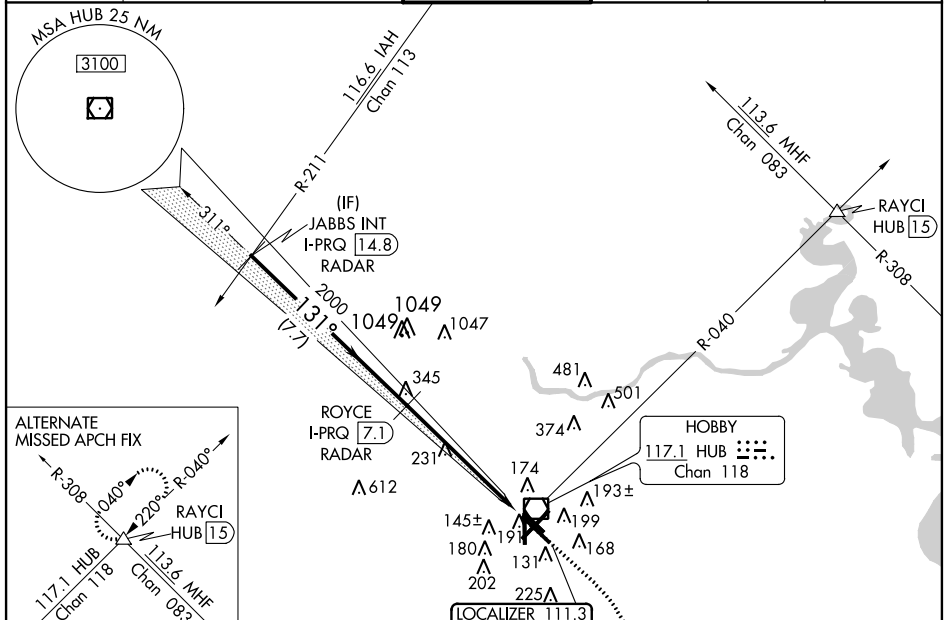 MSA HUB 25 NM
3100
116.6 IAH
Chan 113
R-211
113.6 MHF
Chan 083
(IF)
JABBS INT
I-PRQ 14.8
RADAR
311°
RAYCI
HUB 15
R-308
2000
131°
(7.7)
1049
1049
1047
R-040
345
481
501
374
ROYCE
I-PRQ 7.1
RADAR
231
612
HOBBY
117.1 HUB
Chan 118
174
193±
145±
191
199
180
131
168
202
225
LOCALIZER 111.3
ALTERNATE
MISSED APCH FIX
R-308
040°
R-040°
220°
RAYCI
HUB 15
117.1 HUB
Chan 118
113.6 MHF
Chan 083